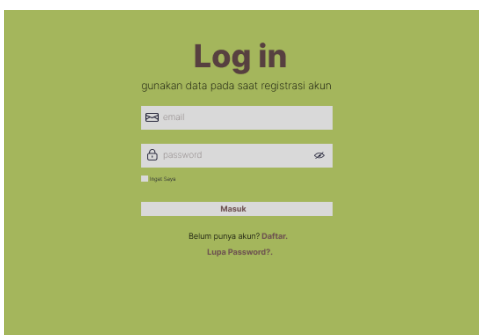 Log in
gunakan data pada saat registrasi akun
email
password
Ingat Saya
Masuk
Belum punya akun? Daftar.
Lupa Password?.